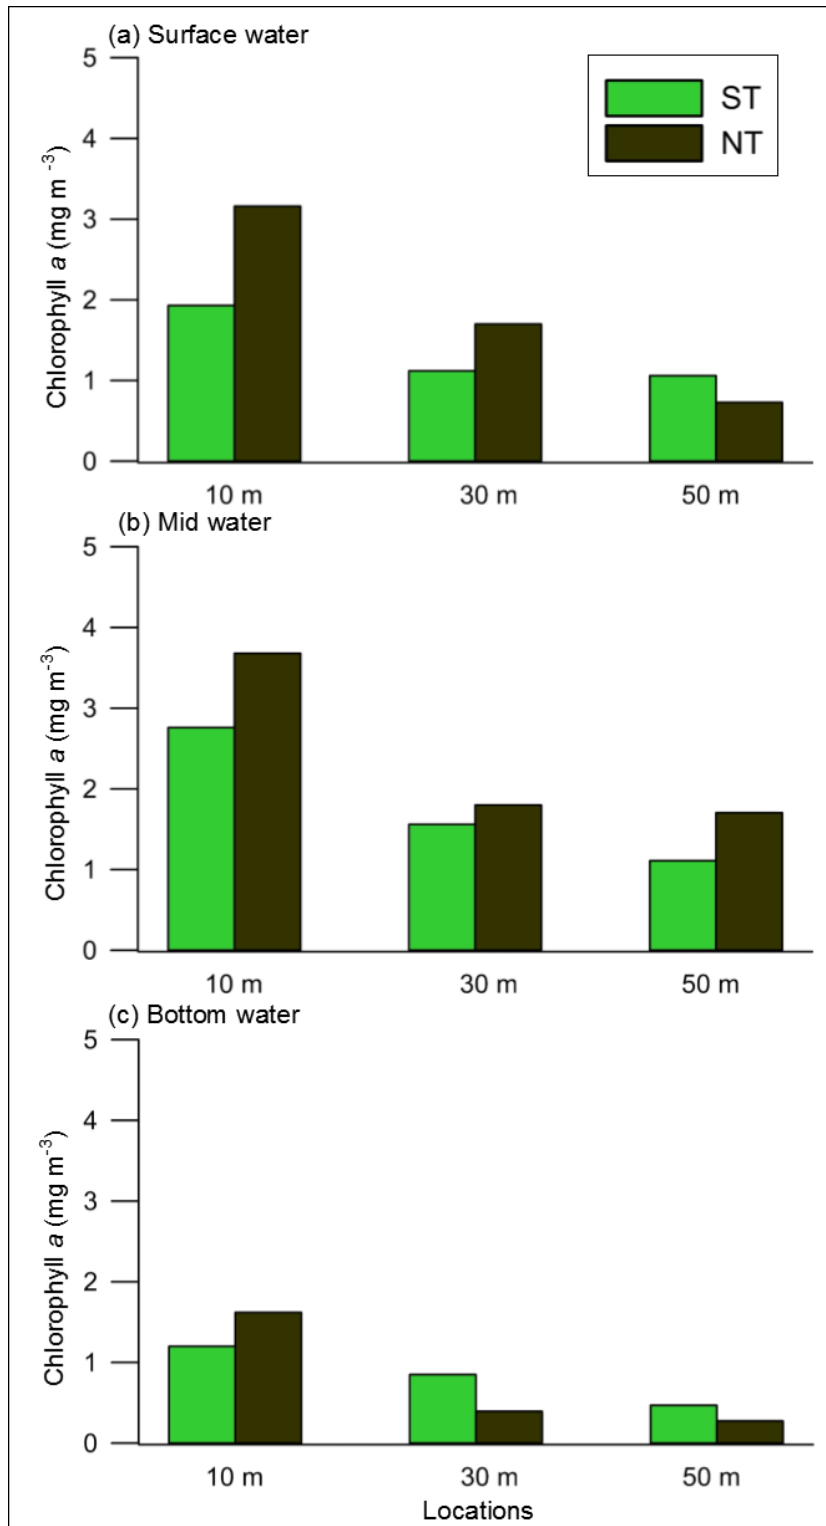 (a) Surface water
ST
NT
Chlorophyll a (mg m -3)
5
4
3
2
1
0
10 m 30 m 50 m
(b) Mid water
Chlorophyll a (mg m-3)
5
4
3
2
1
0
10 m 30 m 50 m
(c) Bottom water
Chlorophyll a (mg m-3)
5
4
3
2
1
0
10 m 30 m 50 m
Locations